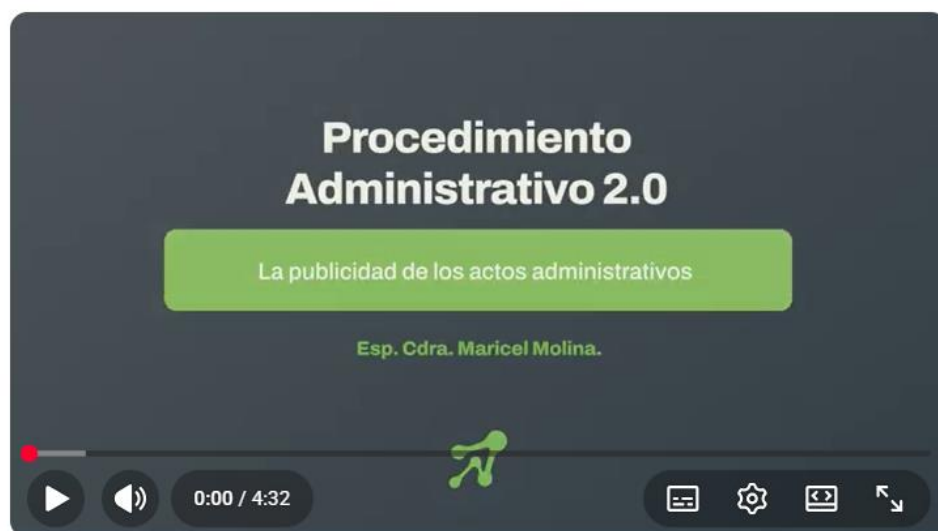 Procedimiento
Administrativo 2.0
La publicidad de los actos administrativos
Esp. Cdra. Maricel Molina.
0:00 / 4:32